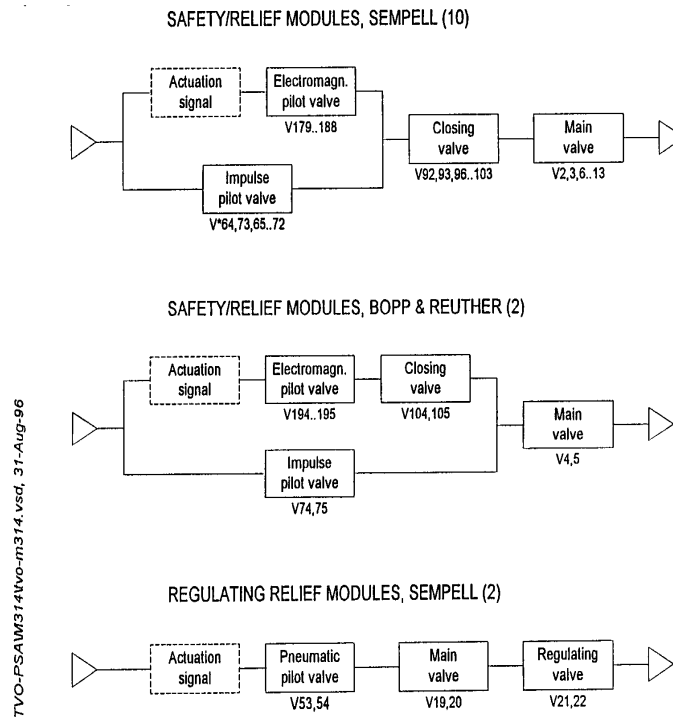 SAFETY/RELIEF MODULES, SEMPELL (10)
Actuation
signal
Electromagn.
pilot valve
V179..188
Closing
valve
V92,93,96..103
Main
valve
V2,3,6..13
Impulse
pilot valve
V*64,73,65..72
SAFETY/RELIEF MODULES, BOPP & REUTHER (2)
Actuation
signal
Electromagn.
pilot valve
V194..195
Closing
valve
V104,105
Main
valve
V4,5
Impulse
pilot valve
V74,75
REGULATING RELIEF MODULES, SEMPELL (2)
Actuation
signal
Pneumatic
pilot valve
V53,54
Main
valve
V19,20
Regulating
valve
V21,22
TVO-PSA\M314\tvo-m314.vsd, 31-Aug-96